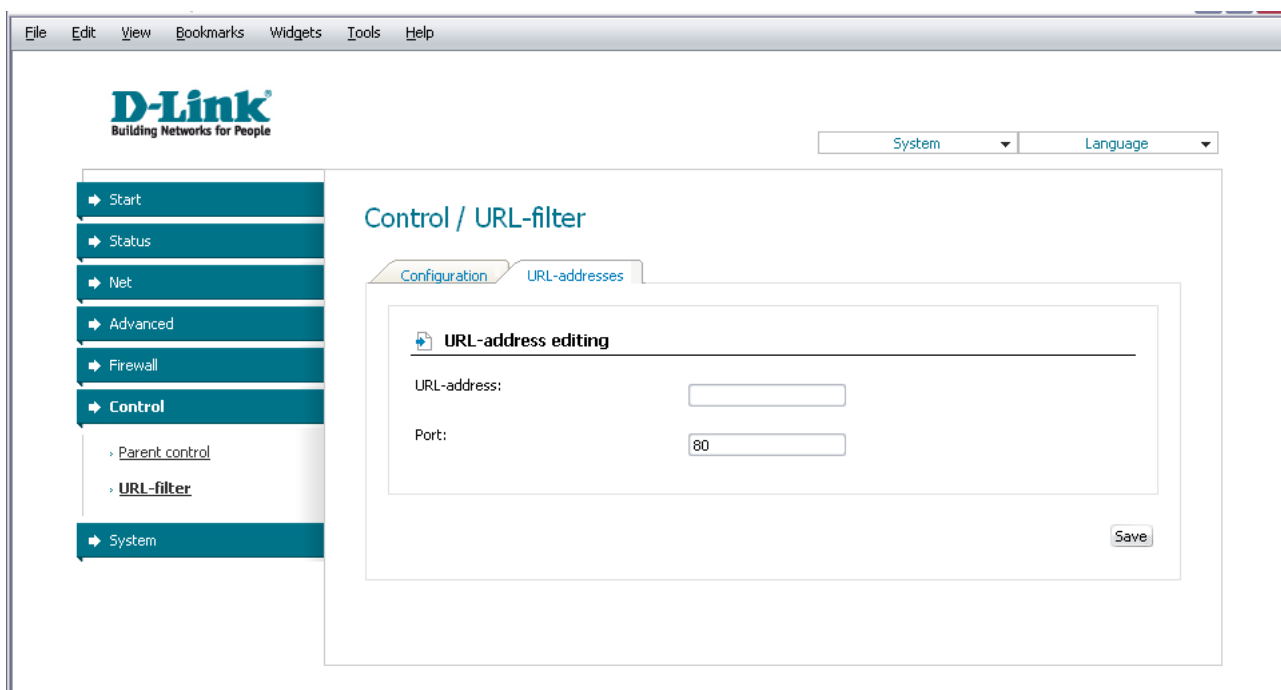 File Edit View Bookmarks Widgets Tools Help
D-Link®
Building Networks for People
System Language
Start
Status
Net
Advanced
Firewall
Control
Parent control
URL-filter
System
Control / URL-filter
Configuration URL-addresses
URL-address editing
URL-address:
Port: 80
Save